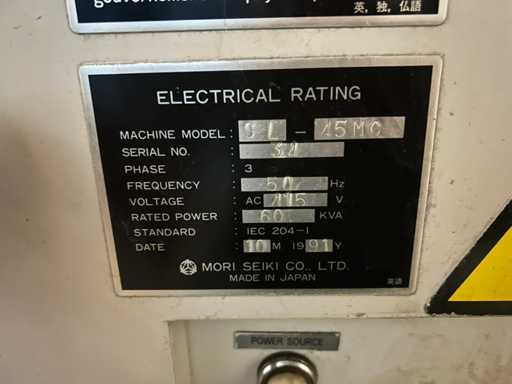 英，独，仏語
ELECTRICAL RATING
MACHINE MODEL : SL - 45MC
SERIAL NO. :
PHASE : 3
FREQUENCY : 50 Hz
VOLTAGE : AC 415 V
RATED POWER : 60 KVA
STANDARD : IEC 204-1
DATE : 10 M 1991 Y
MORI SEIKI CO., LTD.
MADE IN JAPAN
英語
POWER SOURCE